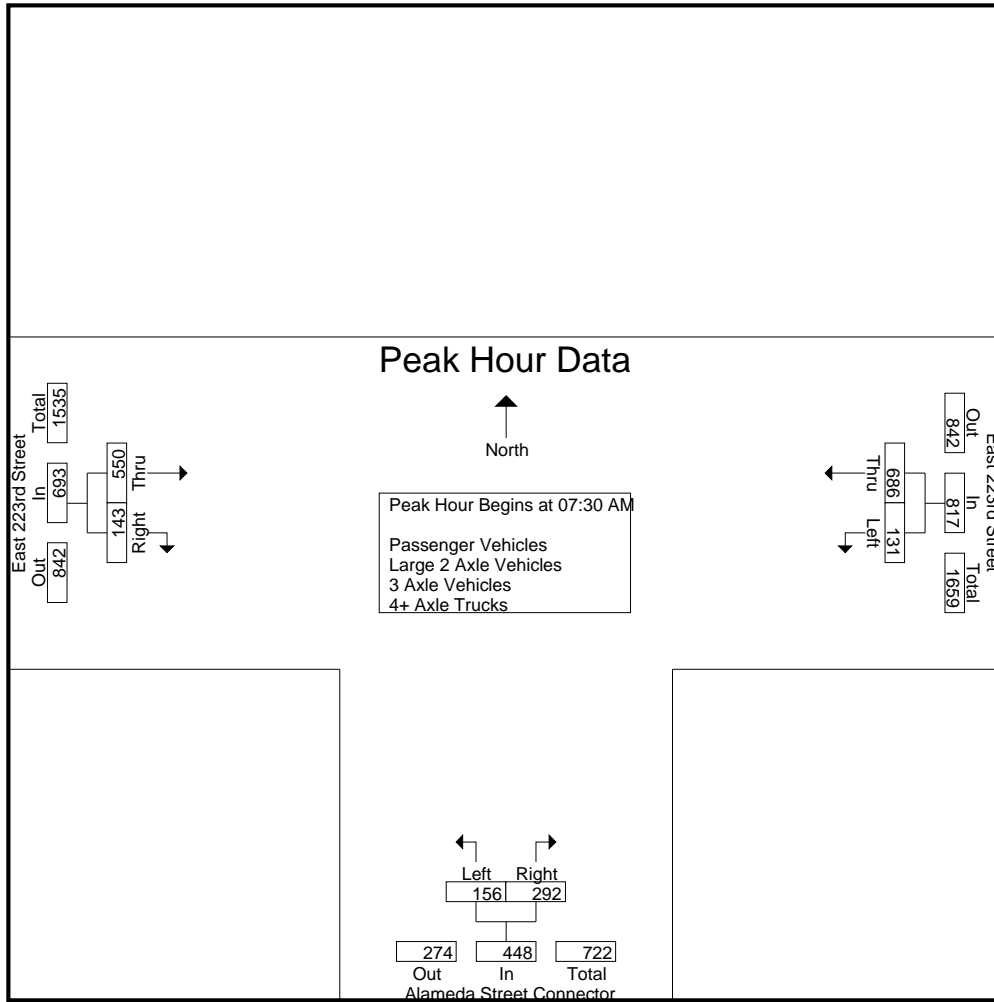 Peak Hour Data
North
Peak Hour Begins at 07:30 AM
Passenger Vehicles
Large 2 Axle Vehicles
3 Axle Vehicles
4+ Axle Trucks
East 223rd Street
Out In Total
842 693 1535
Right Thru
143 550
East 223rd Street
Out In Total
842 817 1659
Thru Left
686 131
Left Right
156 292
274 448 722
Out In Total
Alameda Street Connector